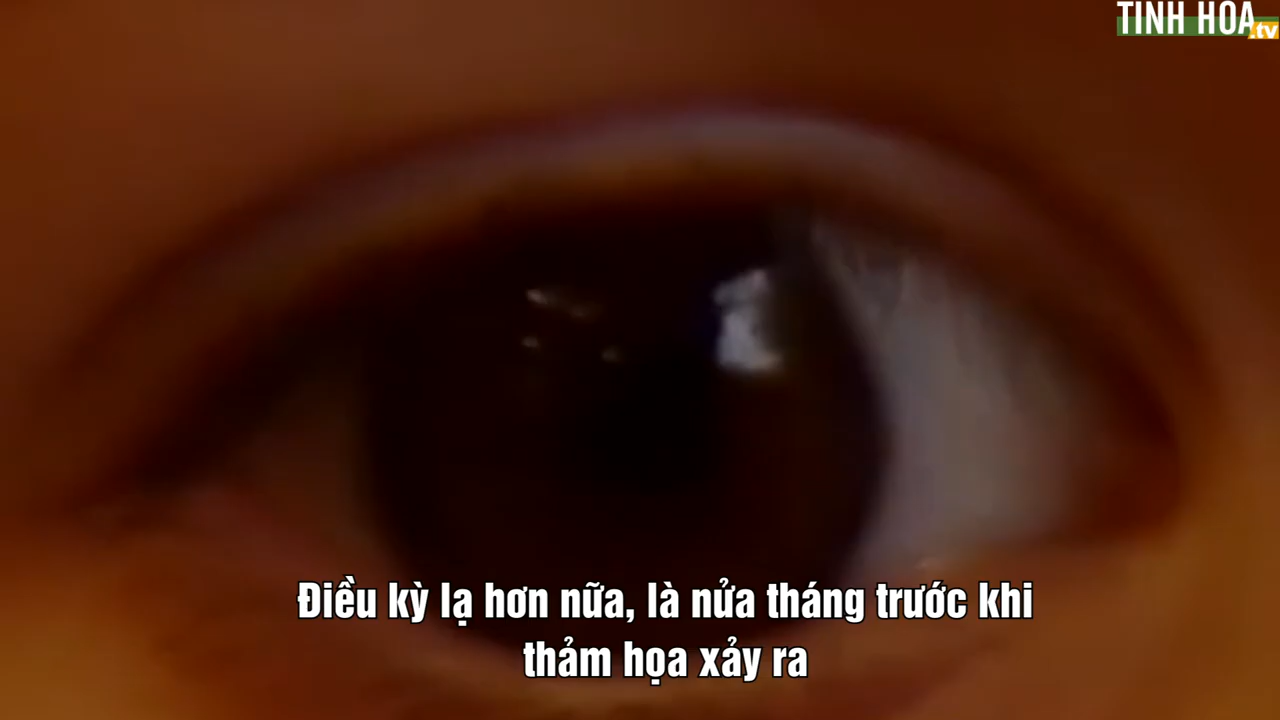 TINH HOA
.tv
Điều kỳ lạ hơn nữa, là nửa tháng trước khi
thảm họa xảy ra